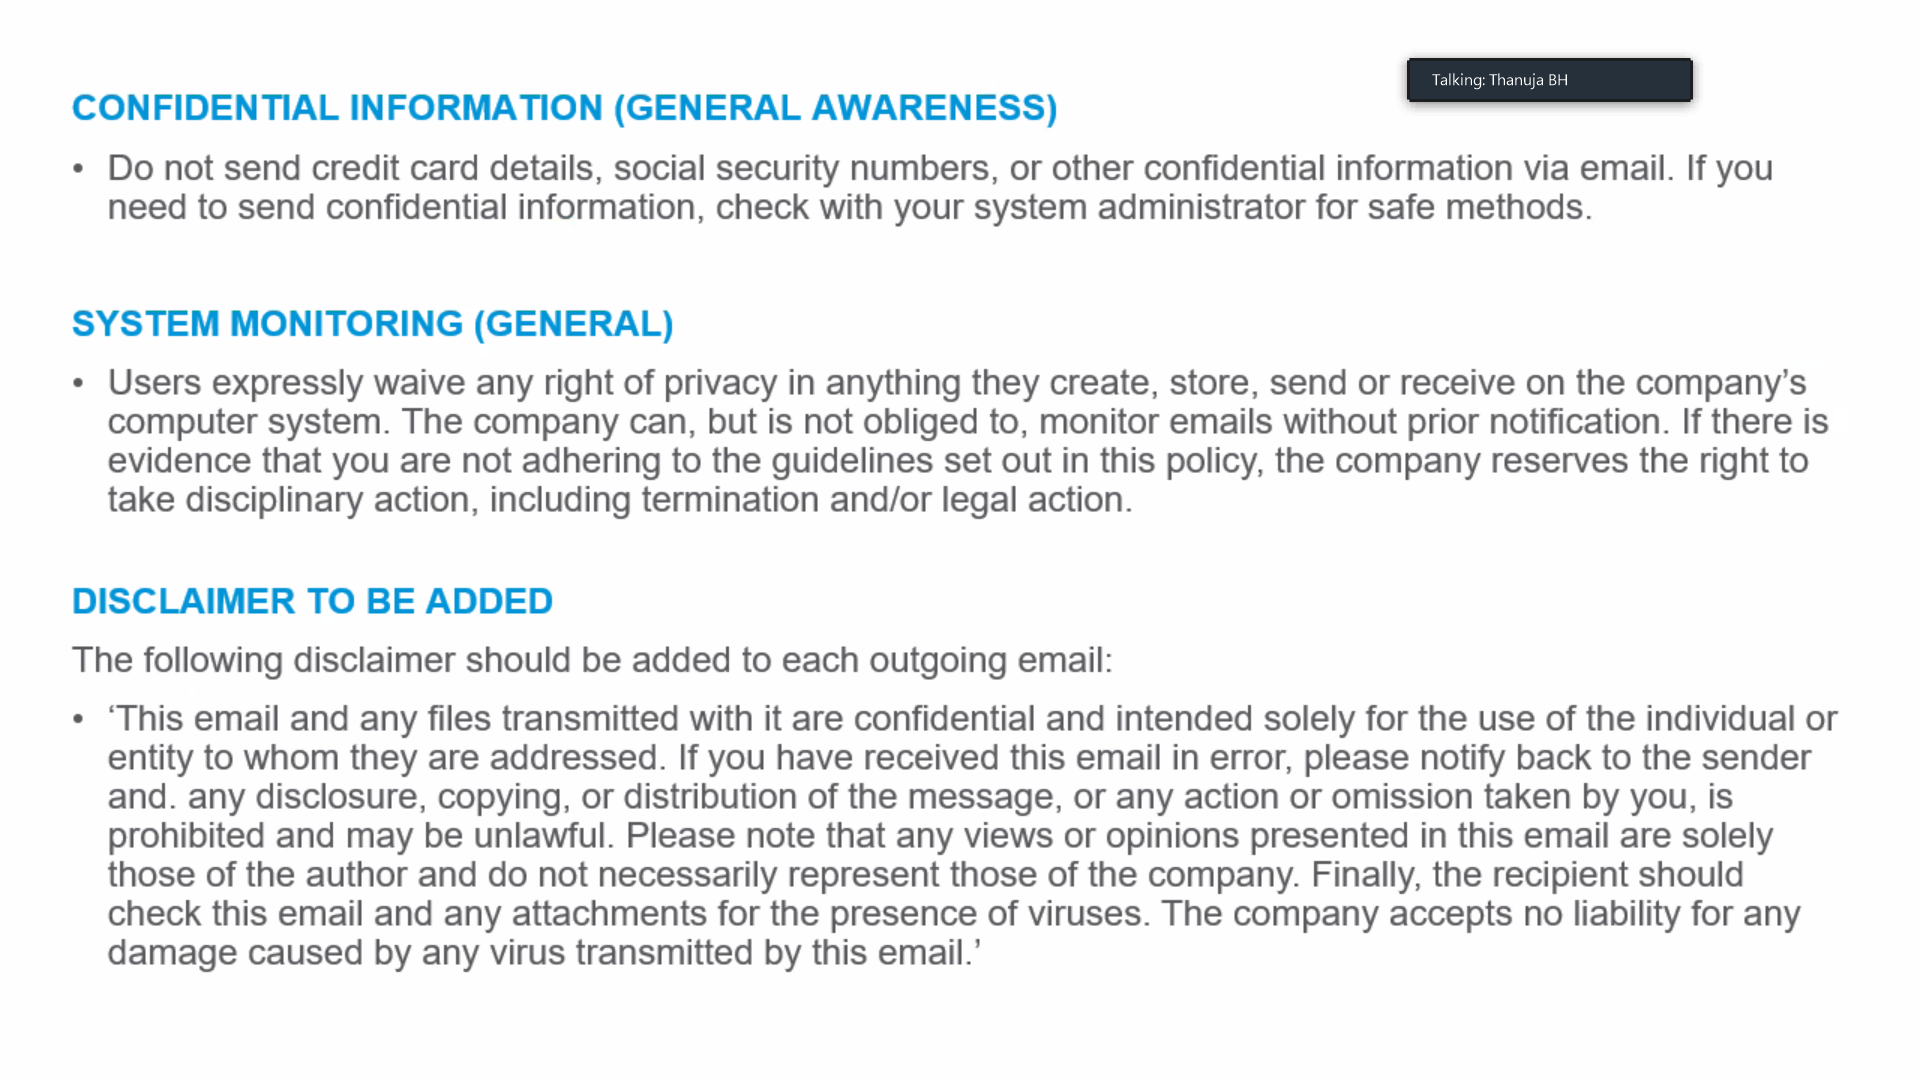 Talking: Thanuja BH
CONFIDENTIAL INFORMATION (GENERAL AWARENESS)
• Do not send credit card details, social security numbers, or other confidential information via email. If you
need to send confidential information, check with your system administrator for safe methods.
SYSTEM MONITORING (GENERAL)
• Users expressly waive any right of privacy in anything they create, store, send or receive on the company’s
computer system. The company can, but is not obliged to, monitor emails without prior notification. If there is
evidence that you are not adhering to the guidelines set out in this policy, the company reserves the right to
take disciplinary action, including termination and/or legal action.
DISCLAIMER TO BE ADDED
The following disclaimer should be added to each outgoing email:
• ‘This email and any files transmitted with it are confidential and intended solely for the use of the individual or
entity to whom they are addressed. If you have received this email in error, please notify back to the sender
and. any disclosure, copying, or distribution of the message, or any action or omission taken by you, is
prohibited and may be unlawful. Please note that any views or opinions presented in this email are solely
those of the author and do not necessarily represent those of the company. Finally, the recipient should
check this email and any attachments for the presence of viruses. The company accepts no liability for any
damage caused by any virus transmitted by this email.’